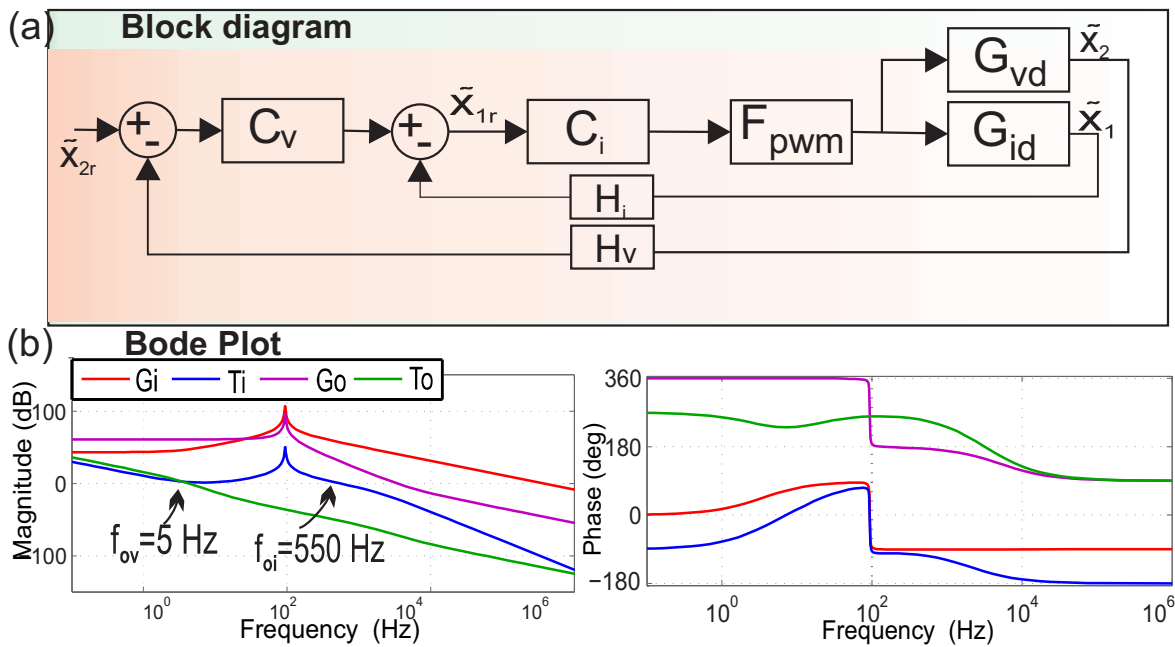 (a) Block diagram
x̃2r
+
-
Cv
+
-
x̃1r
Ci
Fpwm
Gvd
x̃2
Gid
x̃1
Hi
Hv
(b) Bode Plot
Gi Ti Go To
Magnitude (dB)
100
0
100
fov=5 Hz
foi=550 Hz
10^0 10^2 10^4 10^6
Frequency (Hz)
Phase (deg)
360
180
0
−180
10^0 10^2 10^4 10^6
Frequency (Hz)